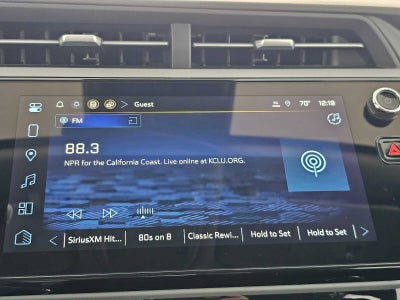 Guest 70° 12:19
FM
88.3
NPR for the California Coast. Live online at KCLU.ORG.
SiriusXM Hit... 80s on 8 Classic Rewi... Hold to Set Hold to Set